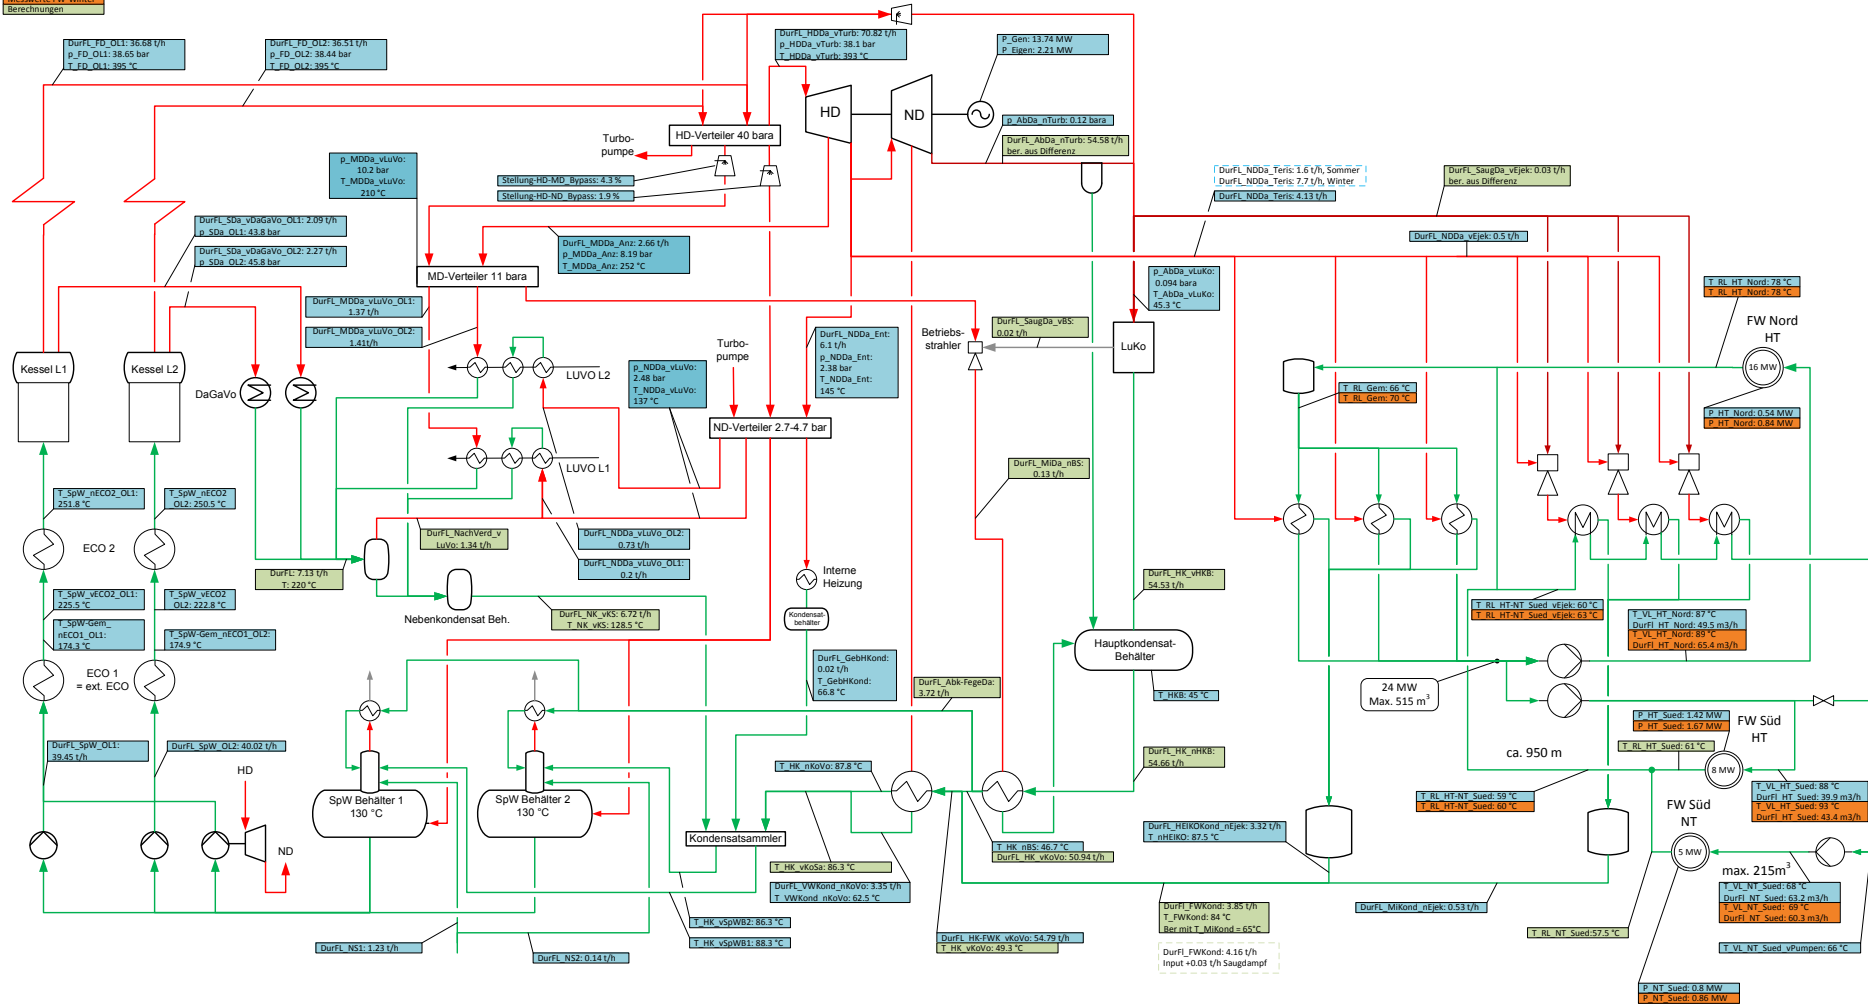 Messwerte FW-Winter
Berechnungen
DurFL_FD_OL1: 36.68 t/h
p_FD_OL1: 38.65 bar
T_FD_OL1: 395 °C
DurFL_FD_OL2: 36.51 t/h
p_FD_OL2: 38.44 bar
T_FD_OL2: 395 °C
DurFL_HDDa_vTurb: 70.82 t/h
p_HDDa_vTurb: 38.1 bar
T_HDDa_vTurb: 393 °C
P_Gen: 13.74 MW
P_Eigen: 2.21 MW
HD
ND
p_AbDa_nTurb: 0.12 bara
DurFL_AbDa_nTurb: 54.58 t/h
ber. aus Differenz
Turbo-
pumpe
HD-Verteiler 40 bara
p_MDDa_vLuVo:
10.2 bar
T_MDDa_vLuVo:
210 °C
Stellung-HD-MD_Bypass: 4.3 %
Stellung-HD-ND_Bypass: 1.9 %
DurFL_NDDa_Teris: 1.6 t/h, Sommer
DurFL_NDDa_Teris: 7.7 t/h, Winter
DurFL_NDDa_Teris: 4.13 t/h
DurFL_SaugDa_vEjek: 0.03 t/h
ber. aus Differenz
DurFL_NDDa_vEjek: 0.5 t/h
DurFL_SDa_vDaGaVo_OL1: 2.09 t/h
p_SDa_OL1: 43.8 bar
DurFL_SDa_vDaGaVo_OL2: 2.27 t/h
p_SDa_OL2: 45.8 bar
DurFL_MDDa_Anz: 2.66 t/h
p_MDDa_Anz: 8.19 bar
T_MDDa_Anz: 252 °C
MD-Verteiler 11 bara
p_AbDa_vLuKo:
0.094 bara
T_AbDa_vLuKo:
45.3 °C
DurFL_MDDa_vLuVo_OL1:
1.37 t/h
DurFL_MDDa_vLuVo_OL2:
1.41t/h
T_RL_HT_Nord: 78 °C
T_RL_HT_Nord: 78 °C
FW Nord
HT
16 MW
DurFL_SaugDa_vBS:
0.02 t/h
Betriebs-
strahler
LuKo
DurFL_NDDa_Ent:
6.1 t/h
p_NDDa_Ent:
2.38 bar
T_NDDa_Ent:
145 °C
Turbo-
pumpe
p_NDDa_vLuVo:
2.48 bar
T_NDDa_vLuVo:
137 °C
LUVO L2
Kessel L1
Kessel L2
DaGaVo
T_RL_Gem: 66 °C
T_RL_Gem: 70 °C
P_HT_Nord: 0.54 MW
P_HT_Nord: 0.84 MW
ND-Verteiler 2.7-4.7 bar
LUVO L1
DurFL_MiDa_nBS:
0.13 t/h
T_SpW_nECO2_OL1:
251.8 °C
T_SpW_nECO2
OL2: 250.5 °C
ECO 2
DurFL_NachVerd_v
LuVo: 1.34 t/h
DurFL_NDDa_vLuVo_OL2:
0.73 t/h
DurFL_NDDa_vLuVo_OL1:
0.2 t/h
DurFL: 7.13 t/h
T: 220 °C
Interne
Heizung
Kondensat-
behälter
DurFL_HK_vHKB:
54.53 t/h
T_SpW_vECO2_OL1:
225.5 °C
T_SpW_vECO2
OL2: 222.8 °C
T_SpW-Gem_
nECO1_OL1:
174.3 °C
T_SpW-Gem_nECO1_OL2:
174.9 °C
Nebenkondensat Beh.
DurFL_NK_vKS: 6.72 t/h
T_NK_vKS: 128.5 °C
T_RL_HT-NT_Sued_vEjek: 60 °C
T_RL_HT-NT_Sued_vEjek: 63 °C
T_VL_HT_Nord: 87 °C
DurFl_HT_Nord: 49.5 m3/h
T_VL_HT_Nord: 89 °C
DurFl_HT_Nord: 65.4 m3/h
Hauptkondensat-
Behälter
ECO 1
= ext. ECO
DurFL_GebHKond:
0.02 t/h
T_GebHKond:
66.8 °C
DurFL_Abk-FegeDa:
3.72 t/h
T_HKB: 45 °C
24 MW
Max. 515 m³
P_HT_Sued: 1.42 MW
P_HT_Sued: 1.67 MW
FW Süd
HT
T_RL_HT_Sued: 61 °C
ca. 950 m
8 MW
DurFL_SpW_OL1:
39.45 t/h
DurFL_SpW_OL2: 40.02 t/h
HD
DurFL_HK_nHKB:
54.66 t/h
T_HK_nKoVo: 87.8 °C
SpW Behälter 1
130 °C
SpW Behälter 2
130 °C
T_RL_HT-NT_Sued: 59 °C
T_RL_HT-NT_Sued: 60 °C
T_VL_HT_Sued: 88 °C
DurFl_HT_Sued: 39.9 m3/h
T_VL_HT_Sued: 93 °C
DurFl_HT_Sued: 43.4 m3/h
FW Süd
NT
5 MW
ND
Kondensatsammler
DurFL_HEIKOKond_nEjek: 3.32 t/h
T_nHEIKO: 87.5 °C
T_HK_nBS: 46.7 °C
DurFL_HK_vKoVo: 50.94 t/h
T_HK_vKoSa: 86.3 °C
DurFL_VWKond_nKoVo: 3.35 t/h
T_VWKond_nKoVo: 62.5 °C
max. 215m³
T_VL_NT_Sued: 68 °C
DurFl_NT_Sued: 63.2 m3/h
T_VL_NT_Sued: 69 °C
DurFl_NT_Sued: 60.3 m3/h
T_HK_vSpWB2: 86.3 °C
T_HK_vSpWB1: 88.3 °C
DurFl_FWKond: 3.85 t/h
T_FWKond: 84 °C
Ber mit T_MiKond = 65°C
DurFL_MiKond_nEjek: 0.53 t/h
DurFL_NS1: 1.23 t/h
DurFL_NS2: 0.14 t/h
DurFL_HK-FWK_vKoVo: 54.79 t/h
T_HK_vKoVo: 49.3 °C
DurFl_FWKond: 4.16 t/h
Input +0.03 t/h Saugdampf
T_RL_NT_Sued:57.5 °C
T_VL_NT_Sued_vPumpen: 66 °C
P_NT_Sued: 0.8 MW
P_NT_Sued: 0.86 MW